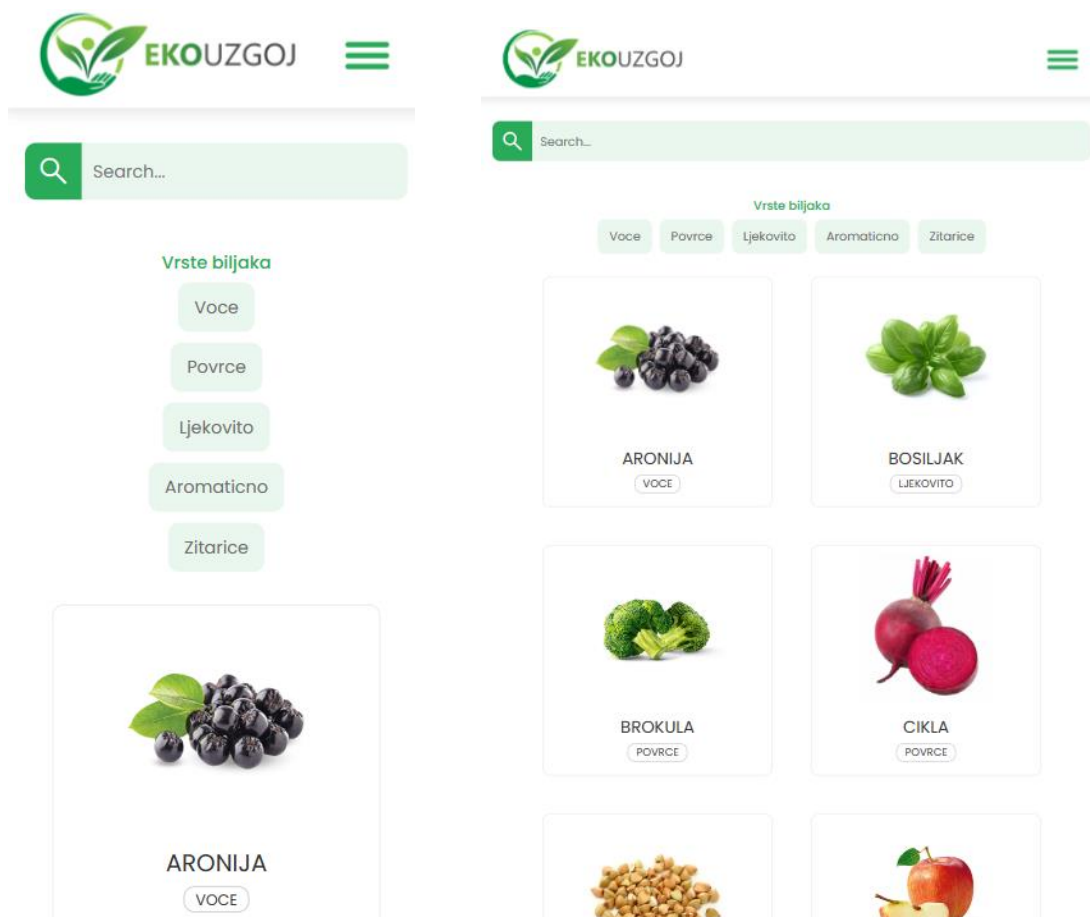 EKOUZGOJ
Search...
Vrste biljaka
Voce
Povrce
Ljekovito
Aromaticno
Zitarice
ARONIJA
VOCE
EKOUZGOJ
Search...
Vrste biljaka
Voce Povrce Ljekovito Aromaticno Zitarice
ARONIJA BOSILJAK
VOCE LJEKOVITO
BROKULA CIKLA
POVRCE POVRCE